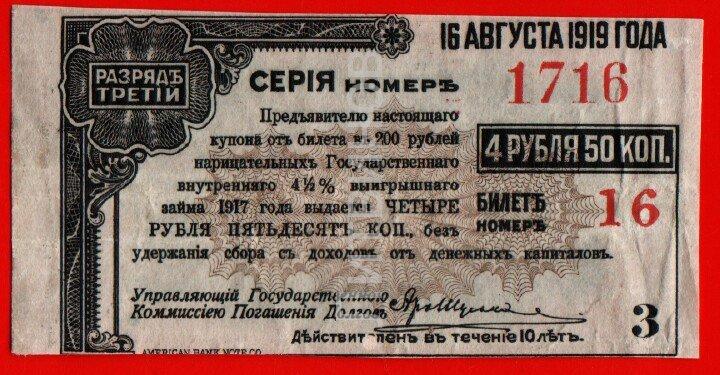 16 АВГУСТА 1919 ГОДА
РАЗРЯДЪ
ТРЕТІЙ
СЕРІЯ НОМЕРЪ
1716
Предъявителю настоящаго
купона отъ билета въ 200 рублей
нарицательныхъ Государственнаго
внутренняго 4½% выигрышнаго
займа 1917 года выдается ЧЕТЫРЕ
РУБЛЯ ПЯТЬДЕСЯТЪ КОП., безъ
удержанія сбора съ доходовъ отъ денежныхъ капиталовъ.
4 РУБЛЯ 50 КОП.
БИЛЕТЪ
НОМЕРЪ
16
Управляющій Государственною
Коммиссіею Погашенія Долговъ
3
Дѣйствителенъ въ теченіе 10 лѣтъ.
AMERICAN BANK NOTE CO.